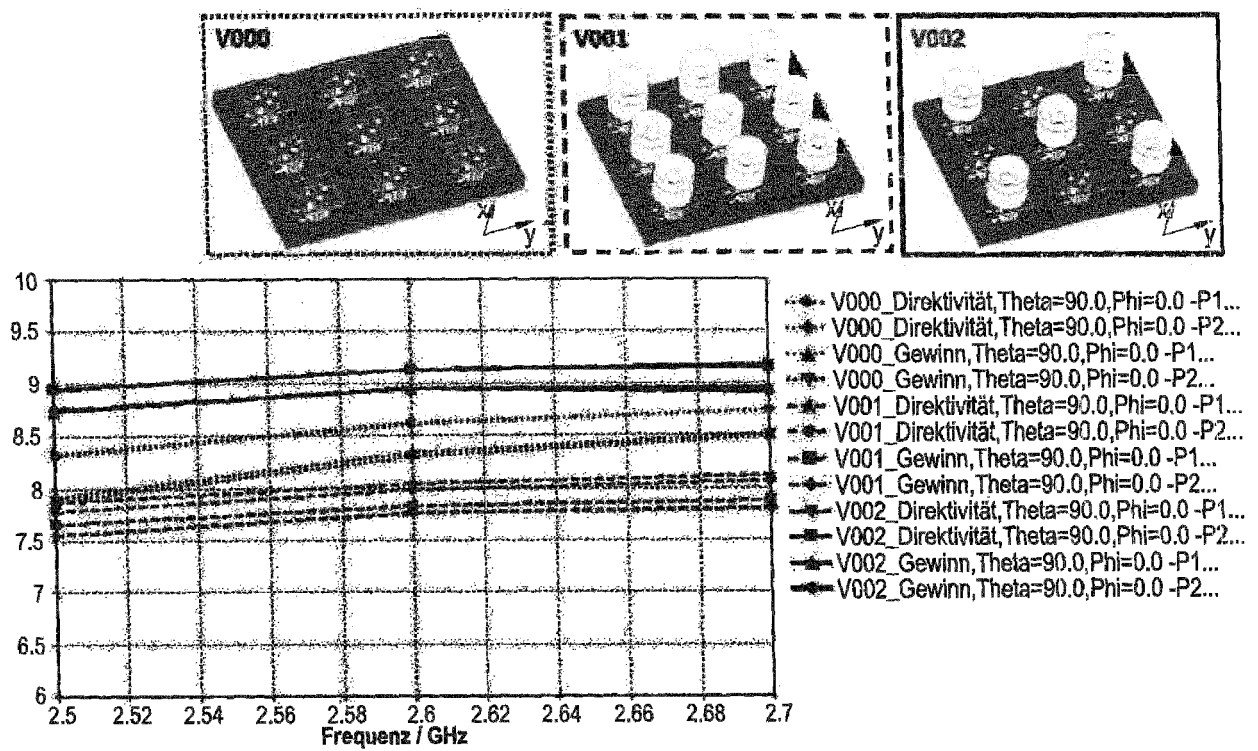 V000
V001
V002
x
y
x
y
x
y
10
9.5
9
8.5
8
7.5
7
6.5
6
2.5
2.52
2.54
2.56
2.58
2.6
2.62
2.64
2.66
2.68
2.7
Frequenz / GHz
V000_Direktivität,Theta=90.0,Phi=0.0 -P1...
V000_Direktivität,Theta=90.0,Phi=0.0 -P2...
V000_Gewinn,Theta=90.0,Phi=0.0 -P1...
V000_Gewinn,Theta=90.0,Phi=0.0 -P2...
V001_Direktivität,Theta=90.0,Phi=0.0 -P1...
V001_Direktivität,Theta=90.0,Phi=0.0 -P2...
V001_Gewinn,Theta=90.0,Phi=0.0 -P1...
V001_Gewinn,Theta=90.0,Phi=0.0 -P2...
V002_Direktivität,Theta=90.0,Phi=0.0 -P1...
V002_Direktivität,Theta=90.0,Phi=0.0 -P2...
V002_Gewinn,Theta=90.0,Phi=0.0 -P1...
V002_Gewinn,Theta=90.0,Phi=0.0 -P2...